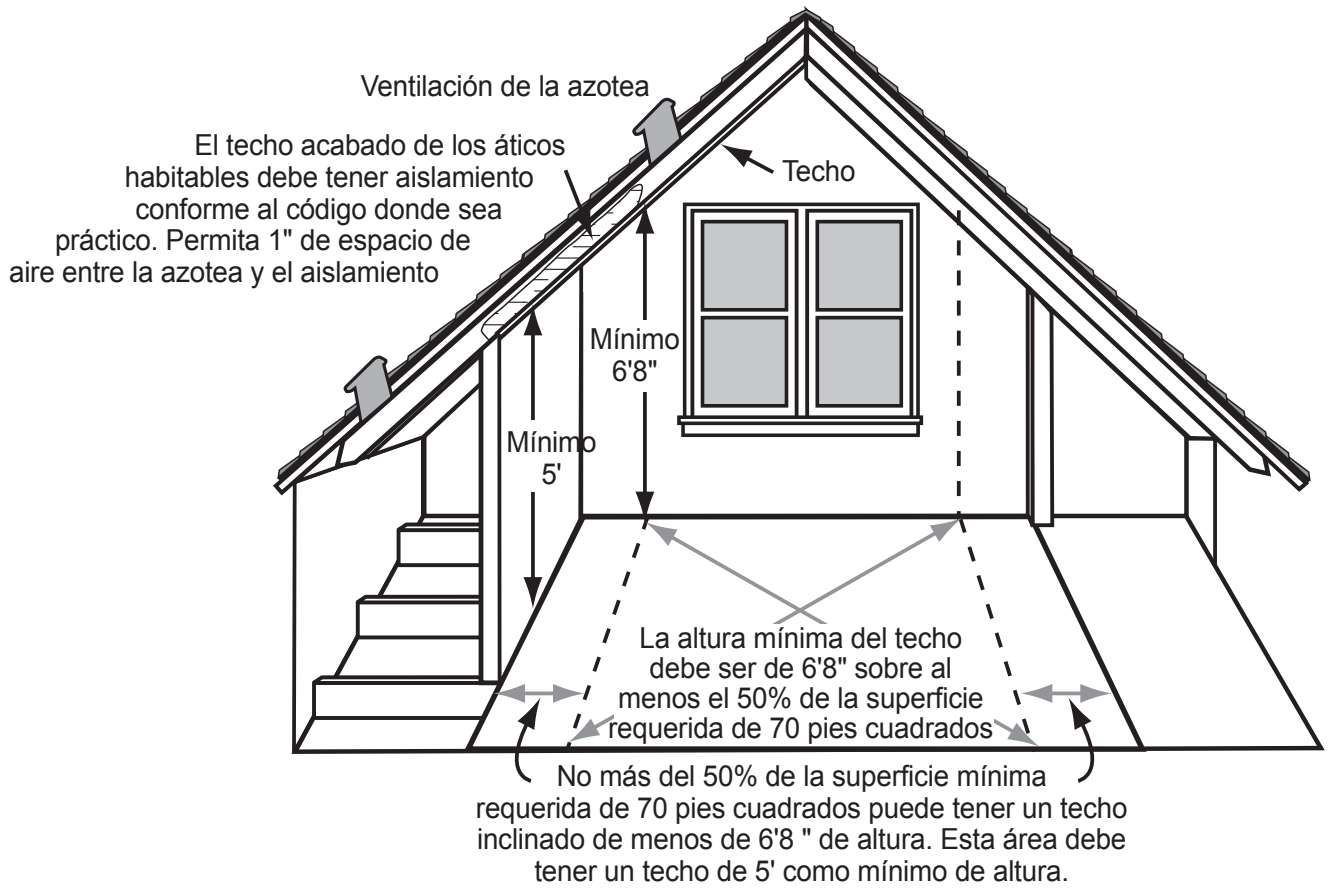 Ventilación de la azotea
El techo acabado de los áticos
habitables debe tener aislamiento
conforme al código donde sea
práctico. Permita 1" de espacio de
aire entre la azotea y el aislamiento
Techo
Mínimo
6'8"
Mínimo
5'
La altura mínima del techo
debe ser de 6'8" sobre al
menos el 50% de la superficie
requerida de 70 pies cuadrados
No más del 50% de la superficie mínima
requerida de 70 pies cuadrados puede tener un techo
inclinado de menos de 6'8 " de altura. Esta área debe
tener un techo de 5' como mínimo de altura.